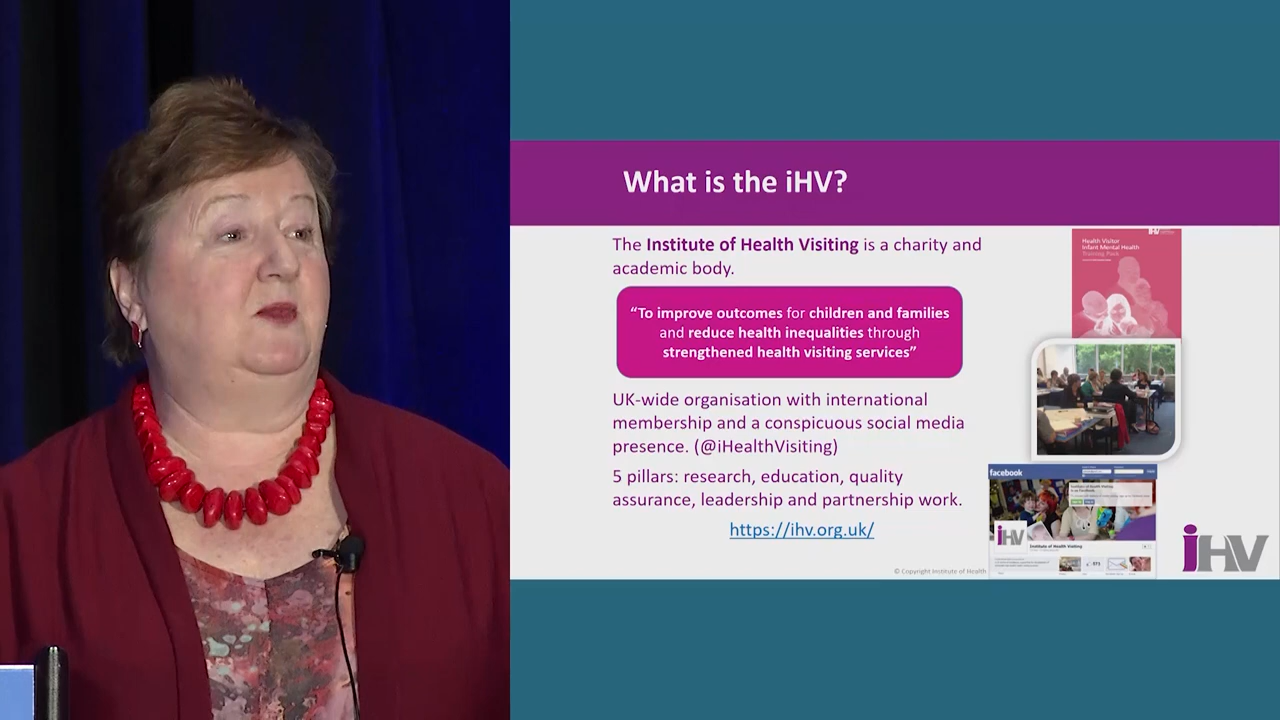 What is the iHV?
The Institute of Health Visiting is a charity and
academic body.
“To improve outcomes for children and families
and reduce health inequalities through
strengthened health visiting services”
UK-wide organisation with international
membership and a conspicuous social media
presence. (@iHealthVisiting)
5 pillars: research, education, quality
assurance, leadership and partnership work.
https://ihv.org.uk/
© Copyright Institute of Health
iHV
Health Visitor
Infant Mental Health
Training Pack
facebook
iHV
Institute of Health Visiting
iHV